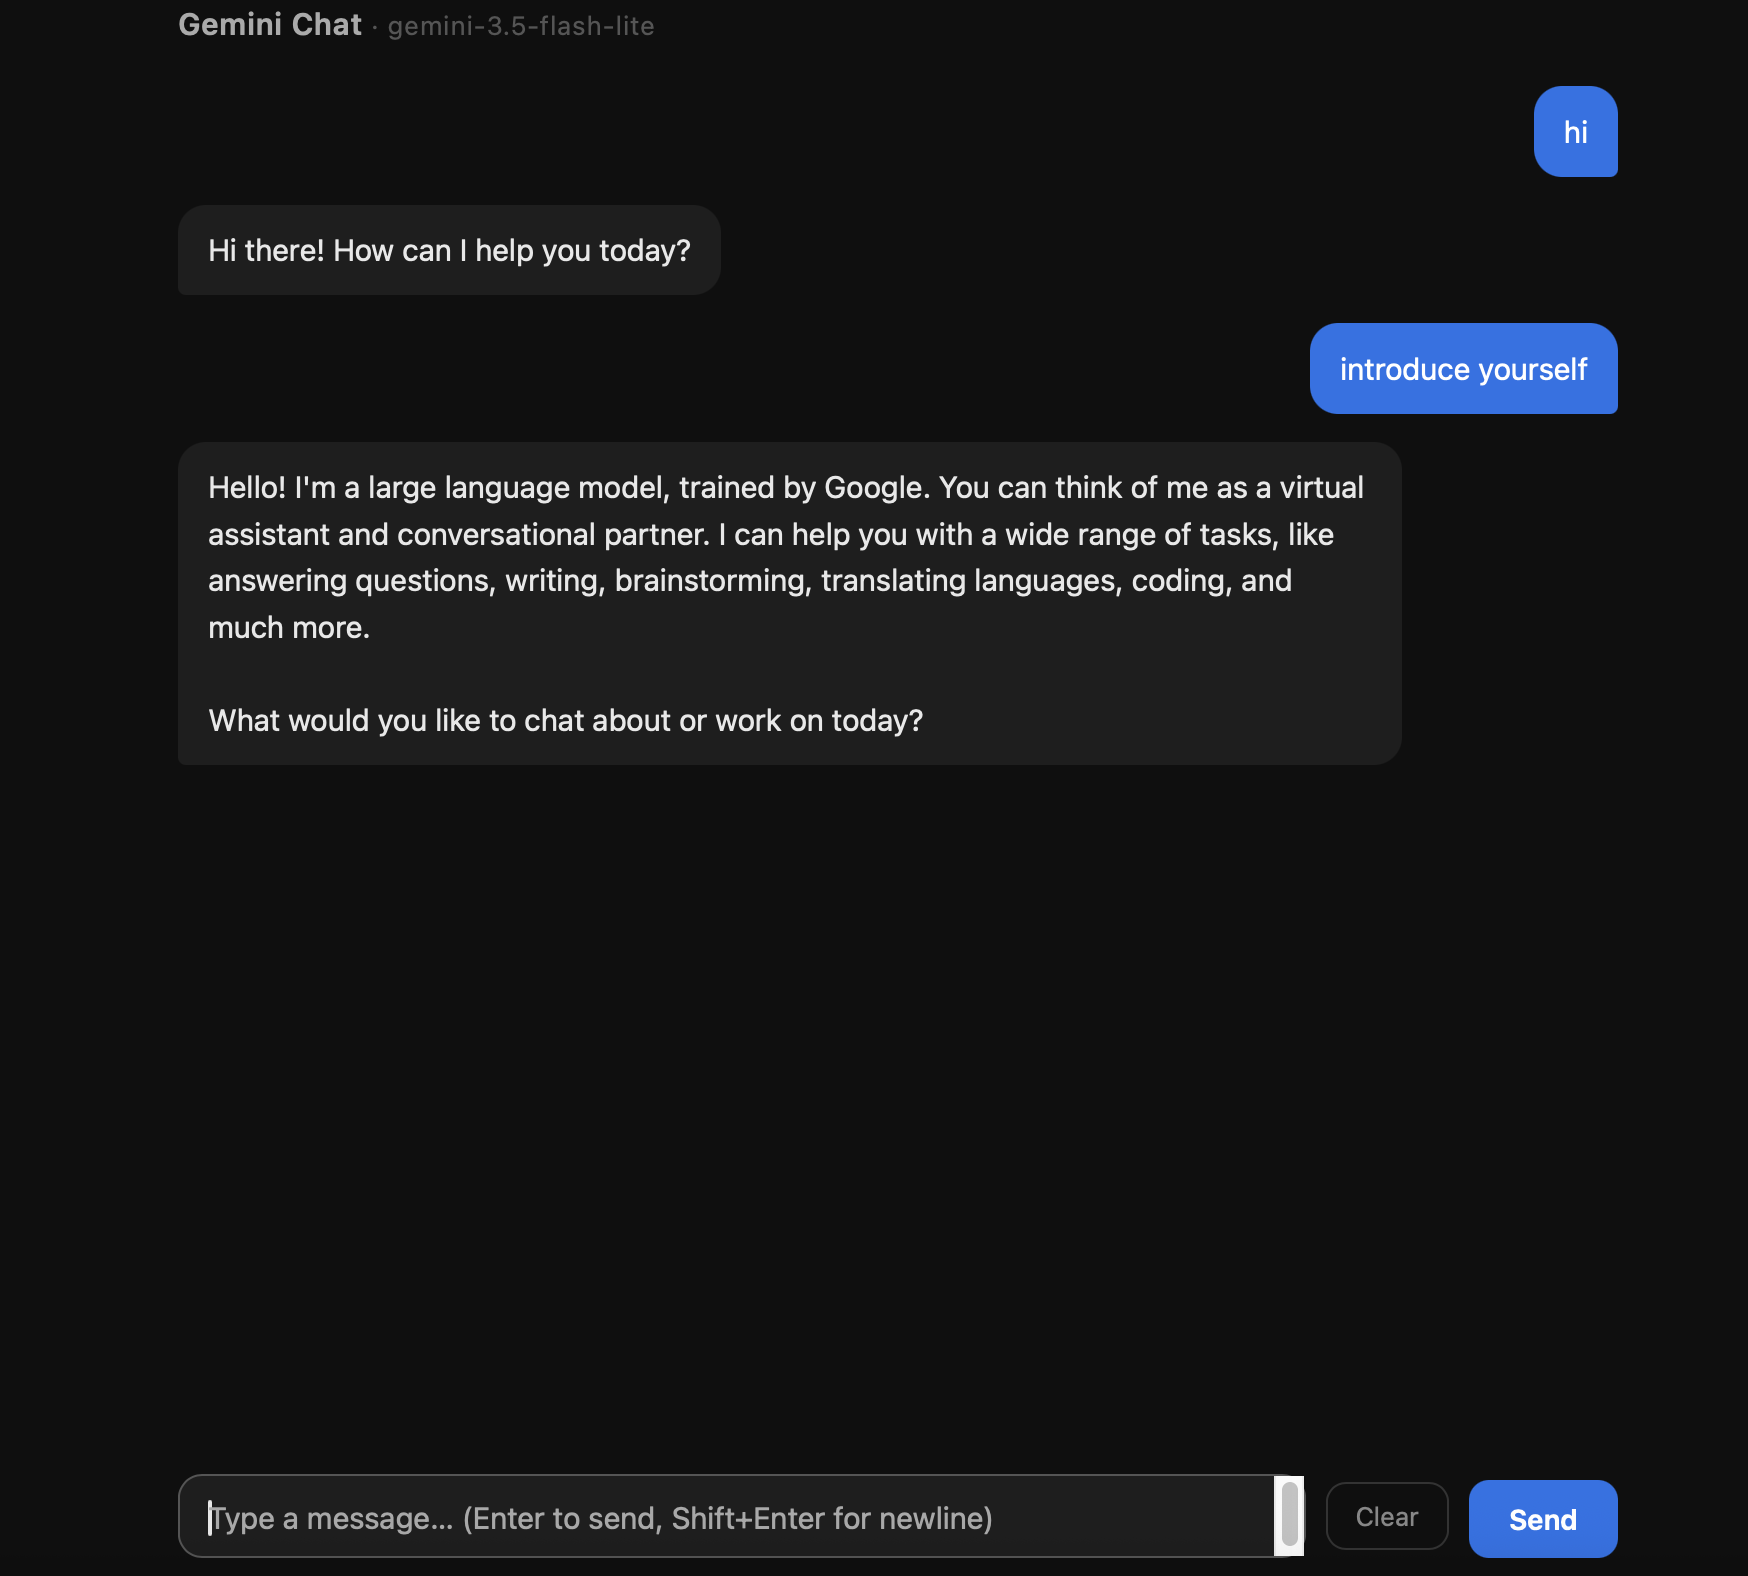 Gemini Chat · gemini-3.5-flash-lite
hi
Hi there! How can I help you today?
introduce yourself
Hello! I'm a large language model, trained by Google. You can think of me as a virtual
assistant and conversational partner. I can help you with a wide range of tasks, like
answering questions, writing, brainstorming, translating languages, coding, and
much more.
What would you like to chat about or work on today?
Type a message... (Enter to send, Shift+Enter for newline)
Clear
Send